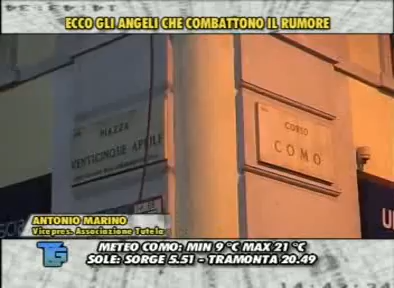 ECCO GLI ANGELI CHE COMBATTONO IL RUMORE
PIAZZA
VENTICINQUE APRILE
CORSO
COMO
ANTONIO MARINO
Vicepres. Associazione Tutela
TG
METEO COMO: MIN 9 °C MAX 21 °C
SOLE: SORGE 5.51 - TRAMONTA 20.49